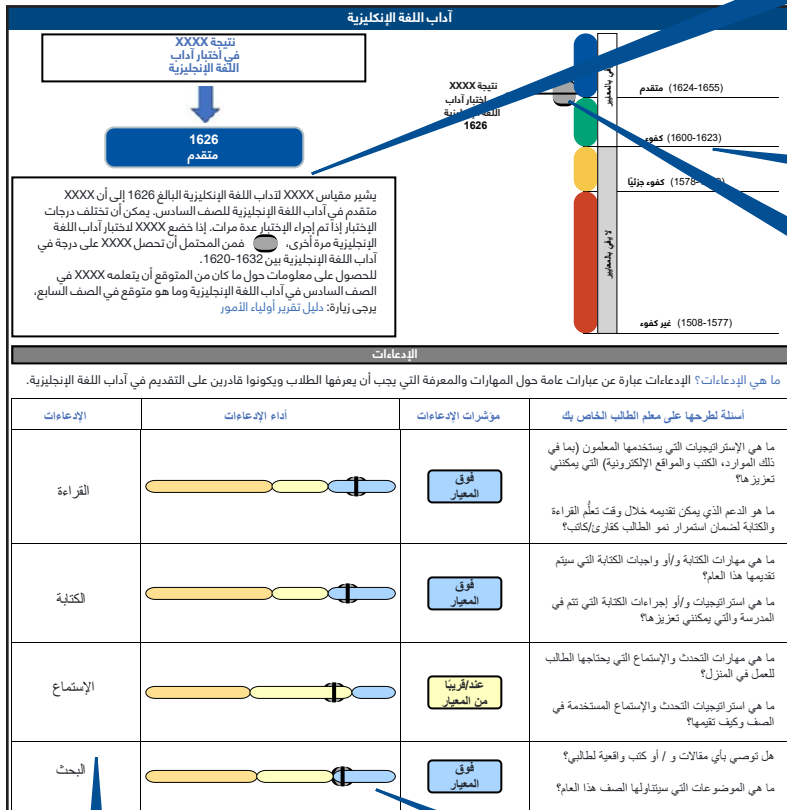 آداب اللغة الإنكليزية
نتيجة XXXX
في اختبار آداب
اللغة الإنجليزية
1626
متقدم
يشير مقياس XXXX لآداب اللغة الإنكليزية البالغ 1626 إلى أن XXXX
متقدم في آداب اللغة الإنجليزية للصف السادس. يمكن أن تختلف درجات
الإختبار إذا تم إجراء الإختبار عدة مرات. إذا خضع XXXX لاختبار آداب اللغة
الإنجليزية مرة أخرى، فمن المحتمل أن تحصل XXXX على درجة في
آداب اللغة الإنجليزية بين 1632-1620.
للحصول على معلومات حول ما كان من المتوقع أن يتعلمه XXXX في
الصف السادس في آداب اللغة الإنجليزية وما هو متوقع في الصف السابع،
يرجى زيارة: دليل تقرير أولياء الأمور
نتيجة XXXX
اختبار آداب
اللغة
1626
بالمعايير
لا يفي بالمعايير
(1624-1655) متقدم
(1600-1623) كفوء
كفوء جزئيًا
(1508-1577) غير كفوء
الإدعاءات
ما هي الإدعاءات؟ الإدعاءات عبارة عن عبارات عامة حول المهارات والمعرفة التي يجب أن يعرفها الطلاب ويكونوا قادرين على التقديم في آداب اللغة الإنجليزية.
الإدعاءات
أداء الإدعاءات
مؤشرات الإدعاءات
أسئلة لطرحها على معلم الطالب الخاص بك
القراءة
فوق
المعيار
ما هي الإستراتيجيات التي يستخدمها المعلمون (بما في
ذلك الموارد، الكتب والمواقع الإلكترونية) التي يمكنني
تعزيزها؟
ما هو الدعم الذي يمكن تقديمه خلال وقت تعلُّم القراءة
والكتابة لضمان استمرار نمو الطالب كقارئ/كاتب؟
الكتابة
فوق
المعيار
ما هي مهارات الكتابة و/أو واجبات الكتابة التي سيتم
تقديمها هذا العام؟
ما هي استراتيجيات و/أو إجراءات الكتابة التي تتم في
المدرسة والتي يمكنني تعزيزها؟
الإستماع
عند/قريبًا
من المعيار
ما هي مهارات التحدث والإستماع التي يحتاجها الطالب
للعمل في المنزل؟
ما هي استراتيجيات التحدث والإستماع المستخدمة في
الصف وكيف تقيمها؟
البحث
فوق
المعيار
هل توصي بأي مقالات و / أو كتب واقعية لطالبي؟
ما هي الموضوعات التي سيتناولها الصف هذا العام؟